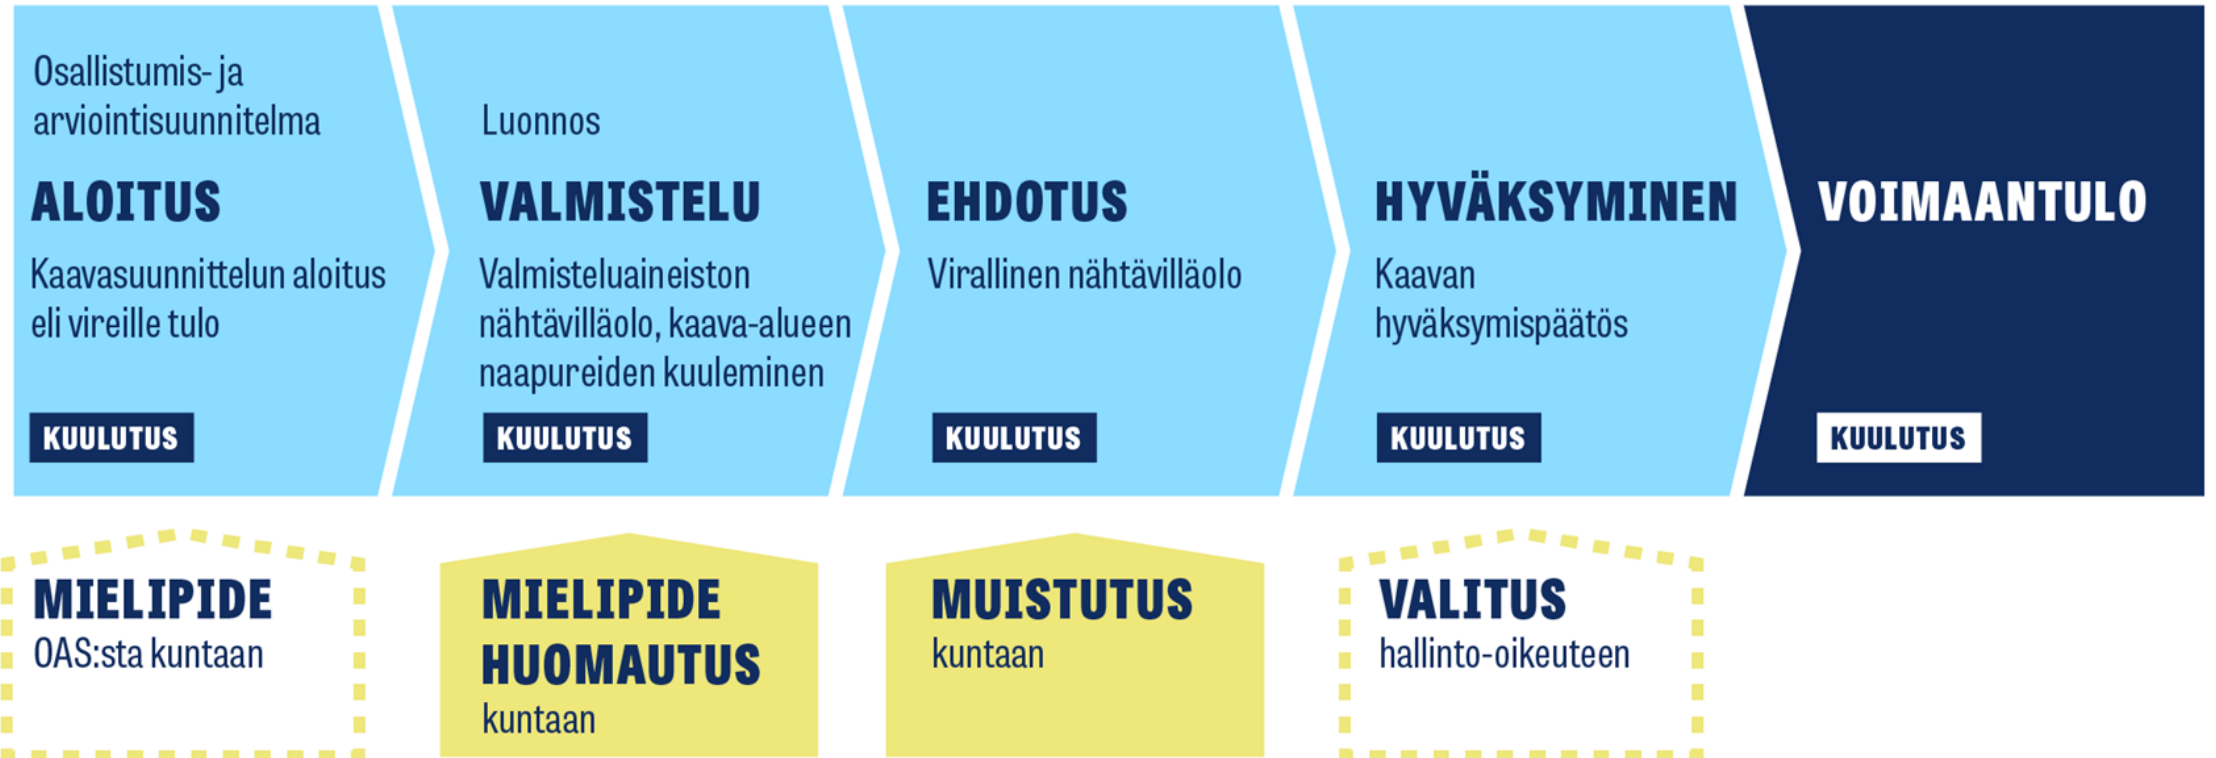 Osallistumis- ja
arviointisuunnitelma
ALOITUS
Kaavasuunnittelun aloitus
eli vireille tulo
KUULUTUS
Luonnos
VALMISTELU
Valmisteluaineiston
nähtävilläolo, kaava-alueen
naapureiden kuuleminen
KUULUTUS
EHDOTUS
Virallinen nähtävilläolo
KUULUTUS
HYVÄKSYMINEN
Kaavan
hyväksymispäätös
KUULUTUS
VOIMAANTULO
KUULUTUS
MIELIPIDE
OAS:sta kuntaan
MIELIPIDE
HUOMAUTUS
kuntaan
MUISTUTUS
kuntaan
VALITUS
hallinto-oikeuteen